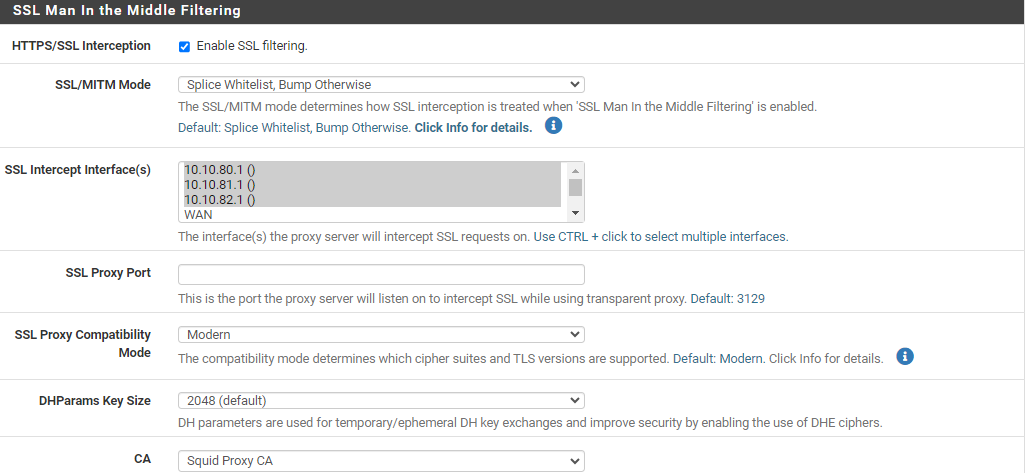 SSL Man In the Middle Filtering
HTTPS/SSL Interception
Enable SSL filtering.
SSL/MITM Mode
Splice Whitelist, Bump Otherwise
The SSL/MITM mode determines how SSL interception is treated when 'SSL Man In the Middle Filtering' is enabled.
Default: Splice Whitelist, Bump Otherwise. Click Info for details.
SSL Intercept Interface(s)
10.10.80.1 ()
10.10.81.1 ()
10.10.82.1 ()
WAN
The interface(s) the proxy server will intercept SSL requests on. Use CTRL + click to select multiple interfaces.
SSL Proxy Port
This is the port the proxy server will listen on to intercept SSL while using transparent proxy. Default: 3129
SSL Proxy Compatibility
Mode
Modern
The compatibility mode determines which cipher suites and TLS versions are supported. Default: Modern. Click Info for details.
DHParams Key Size
2048 (default)
DH parameters are used for temporary/ephemeral DH key exchanges and improve security by enabling the use of DHE ciphers.
CA
Squid Proxy CA